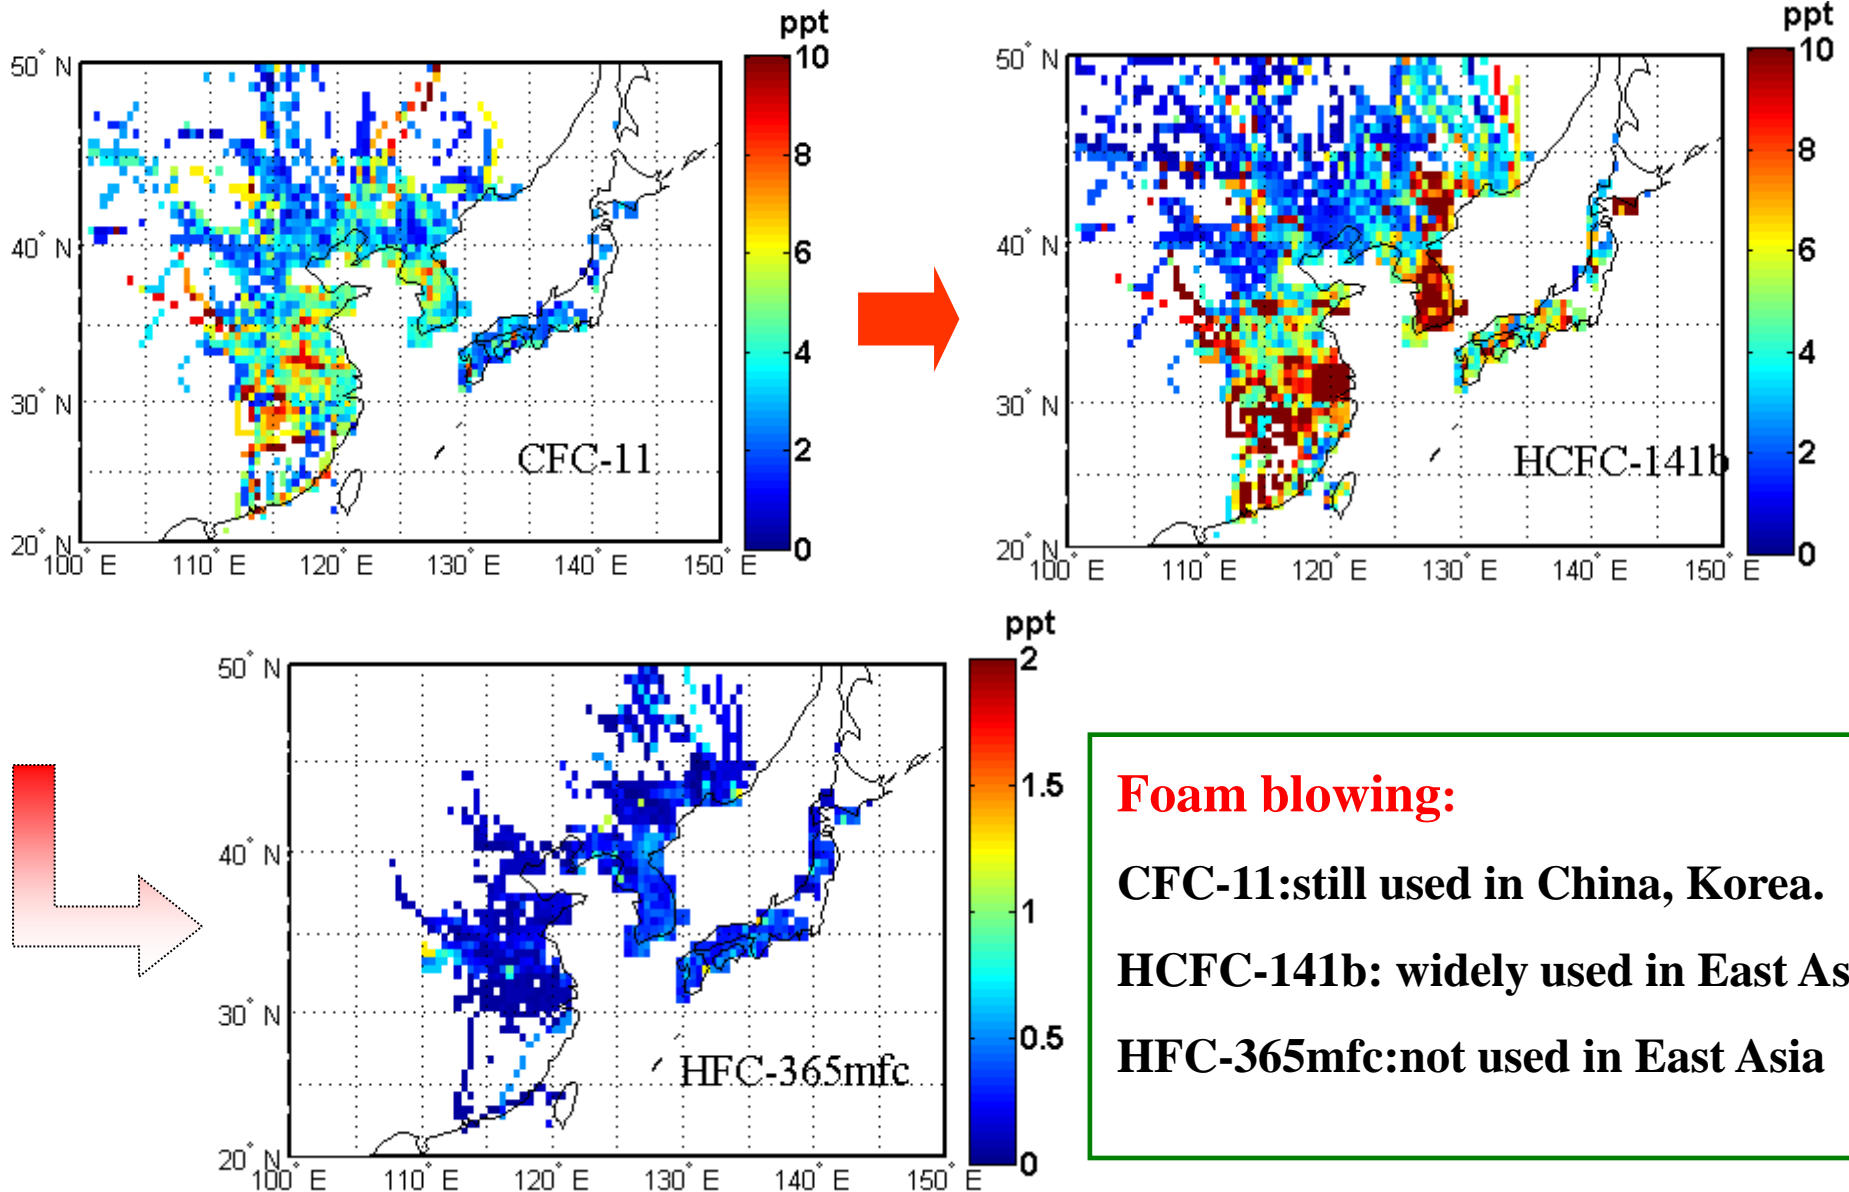 ppt
10
8
6
4
2
0
50° N
40° N
30° N
20° N
100° E 110° E 120° E 130° E 140° E 150° E
CFC-11
ppt
10
8
6
4
2
0
50° N
40° N
30° N
20° N
100° E 110° E 120° E 130° E 140° E 150° E
HCFC-141b
ppt
2
1.5
1
0.5
0
50° N
40° N
30° N
20° N
100° E 110° E 120° E 130° E 140° E 150° E
HFC-365mfc
Foam blowing:
CFC-11:still used in China, Korea.
HCFC-141b: widely used in East As
HFC-365mfc:not used in East Asia